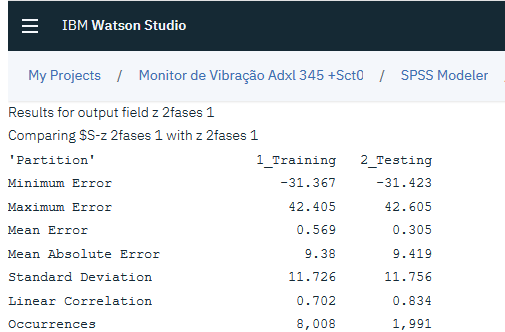 IBM Watson Studio
My Projects / Monitor de Vibração Adxl 345 +Sct0 / SPSS Modeler
Results for output field z 2fases 1
Comparing $S-z 2fases 1 with z 2fases 1
'Partition' 1_Training 2_Testing
Minimum Error -31.367 -31.423
Maximum Error 42.405 42.605
Mean Error 0.569 0.305
Mean Absolute Error 9.38 9.419
Standard Deviation 11.726 11.756
Linear Correlation 0.702 0.834
Occurrences 8,008 1,991